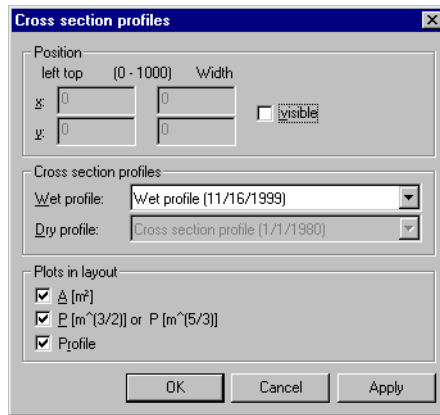 Cross section profiles
Position
left top (0 - 1000) Width
x: 0 0
visible
y: 0 0
Cross section profiles
Wet profile: Wet profile (11/16/1999)
Dry profile: Cross section profile (1/1/1980)
Plots in layout
A [m²]
P [m^(3/2)] or P [m^(5/3)]
Profile
OK Cancel Apply